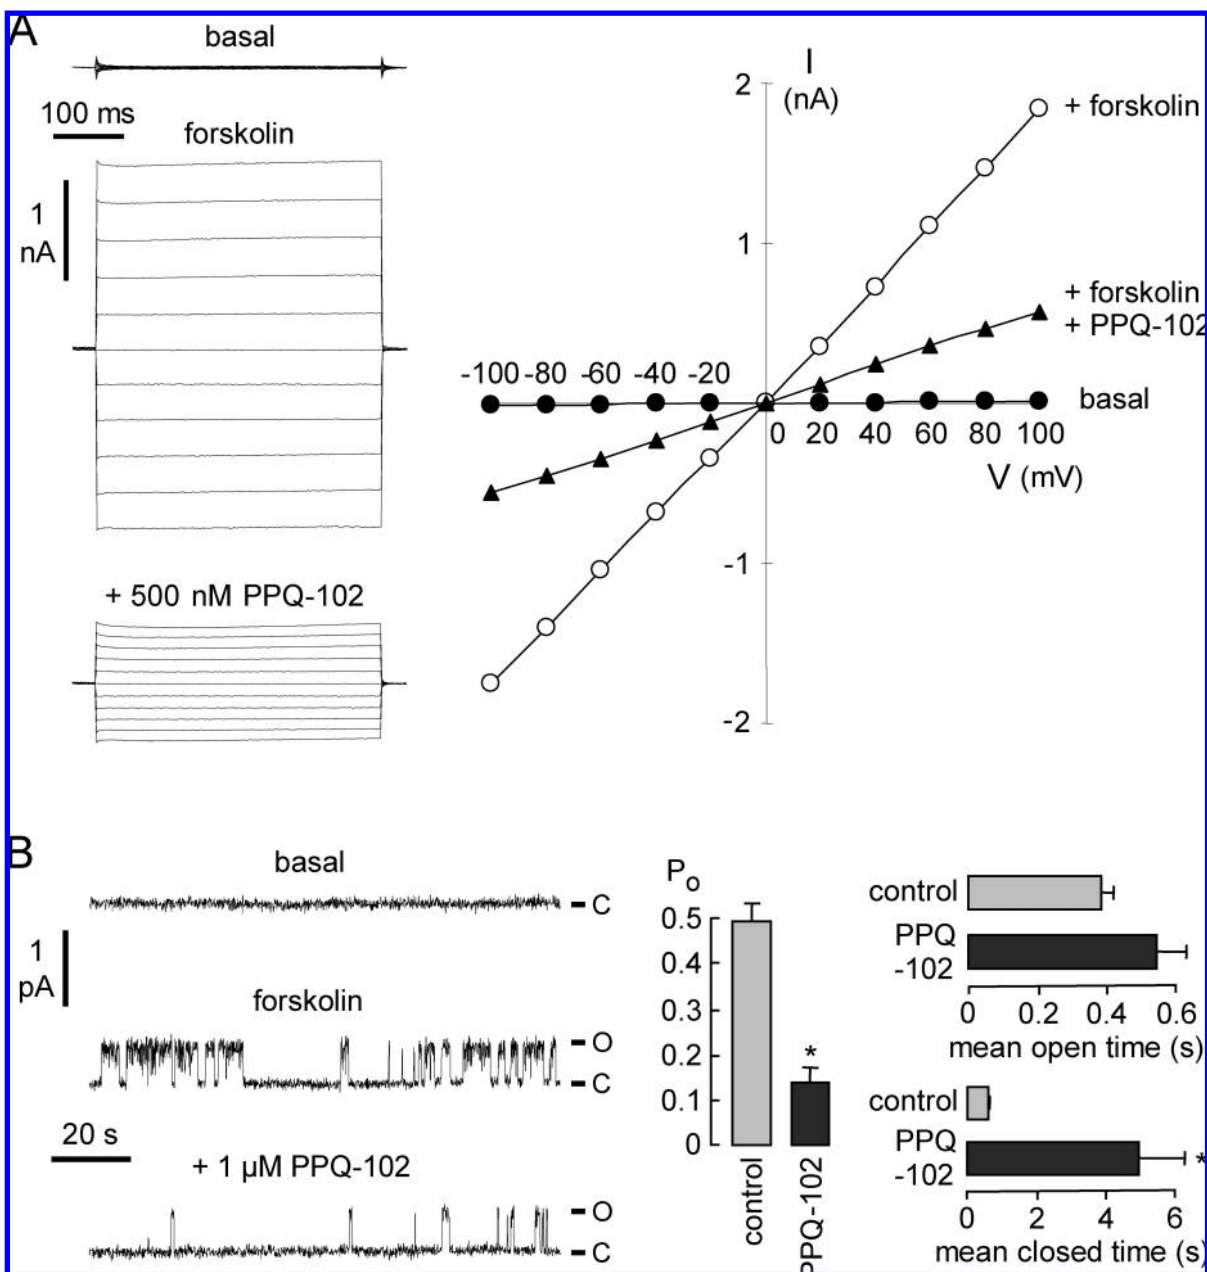 A
basal
100 ms
forskolin
1
nA
+ 500 nM PPQ-102
I
(nA)
2
1
-1
-2
+ forskolin
+ forskolin
+ PPQ-102
basal
-100 -80 -60 -40 -20
0 20 40 60 80 100
V (mV)
B
basal
C
1
pA
forskolin
O
C
20 s
+ 1 µM PPQ-102
O
C
Po
0.5
0.4
0.3
0.2
0.1
0
*
control
PPQ-102
control
PPQ
-102
0 0.2 0.4 0.6
mean open time (s)
control
PPQ
-102
*
0 2 4 6
mean closed time (s)